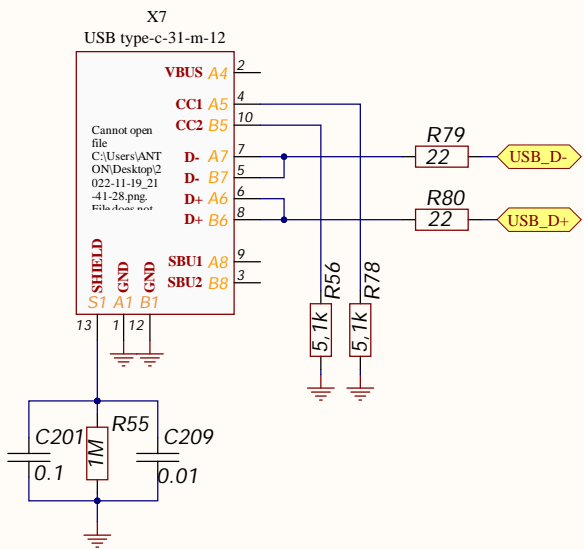 X7
USB type-c-31-m-12
VBUS A4 2
CC1 A5 4
CC2 B5 10
D- A7 7
D- B7 5
D+ A6 6
D+ B6 8
SBU1 A8 9
SBU2 B8 3
Cannot open
file
C:\Users\ANT
ON\Desktop\2
022-11-19_21
-41-28.png.
File does not
SHIELD GND GND
S1 A1 B1
13 1 12
R79
22
USB_D-
R80
22
USB_D+
R56
5,1k
R78
5,1k
C201
0.1
R55
1M
C209
0.01